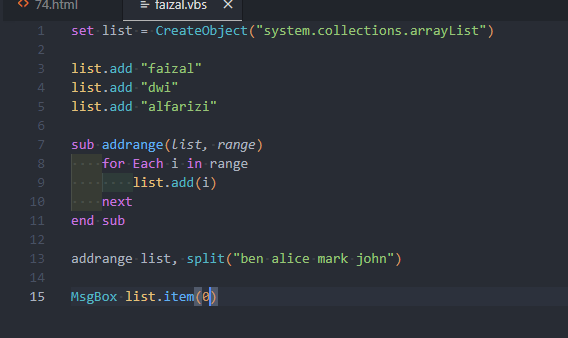 74.html faizal.vbs ×
1 set list = CreateObject("system.collections.arrayList")
2
3 list.add "faizal"
4 list.add "dwi"
5 list.add "alfarizi"
6
7 sub addrange(list, range)
8     for Each i in range
9         list.add(i)
10     next
11 end sub
12
13 addrange list, split("ben alice mark john")
14
15 MsgBox list.item(0)